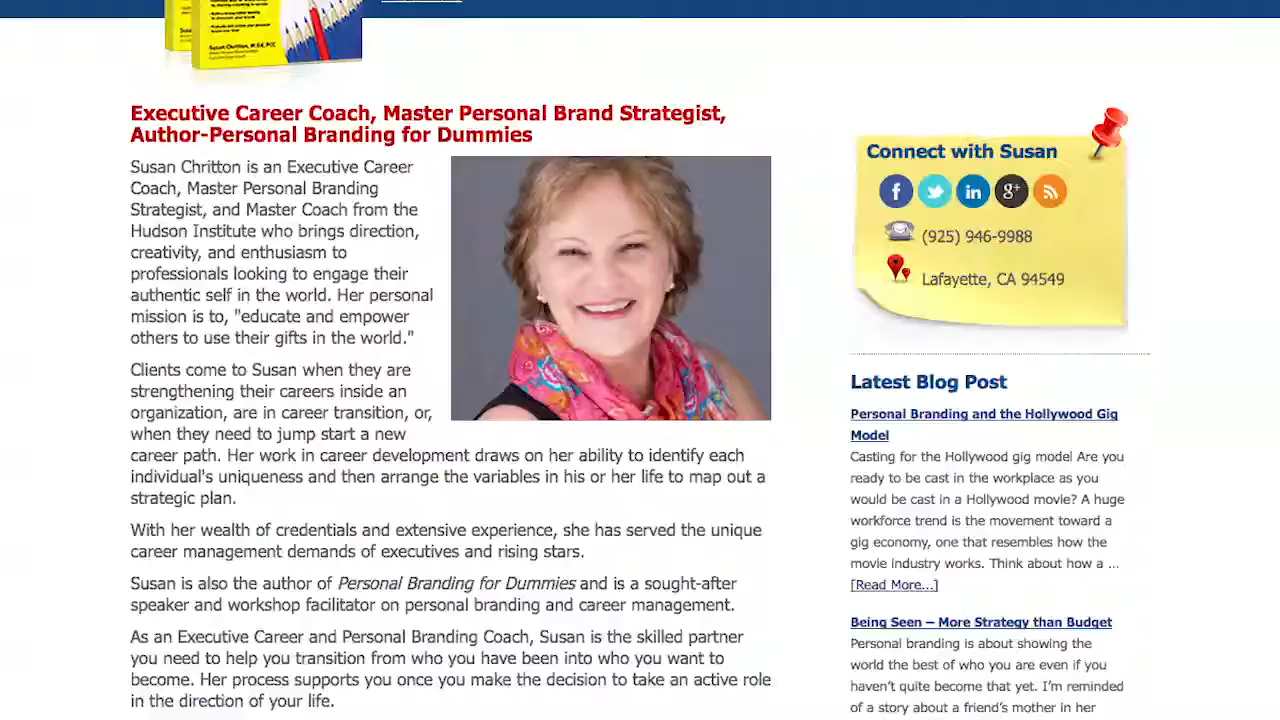 Susan Chritton, M.Ed, PCC
Executive Career Coach, Master Personal Brand Strategist,
Author-Personal Branding for Dummies
Susan Chritton is an Executive Career
Coach, Master Personal Branding
Strategist, and Master Coach from the
Hudson Institute who brings direction,
creativity, and enthusiasm to
professionals looking to engage their
authentic self in the world. Her personal
mission is to, "educate and empower
others to use their gifts in the world."
Clients come to Susan when they are
strengthening their careers inside an
organization, are in career transition, or,
when they need to jump start a new
career path. Her work in career development draws on her ability to identify each
individual's uniqueness and then arrange the variables in his or her life to map out a
strategic plan.
With her wealth of credentials and extensive experience, she has served the unique
career management demands of executives and rising stars.
Susan is also the author of Personal Branding for Dummies and is a sought-after
speaker and workshop facilitator on personal branding and career management.
As an Executive Career and Personal Branding Coach, Susan is the skilled partner
you need to help you transition from who you have been into who you want to
become. Her process supports you once you make the decision to take an active role
in the direction of your life.
Connect with Susan
(925) 946-9988
Lafayette, CA 94549
Latest Blog Post
Personal Branding and the Hollywood Gig
Model
Casting for the Hollywood gig model Are you
ready to be cast in the workplace as you
would be cast in a Hollywood movie? A huge
workforce trend is the movement toward a
gig economy, one that resembles how the
movie industry works. Think about how a ...
[Read More...]
Being Seen – More Strategy than Budget
Personal branding is about showing the
world the best of who you are even if you
haven't quite become that yet. I'm reminded
of a story about a friend's mother in her